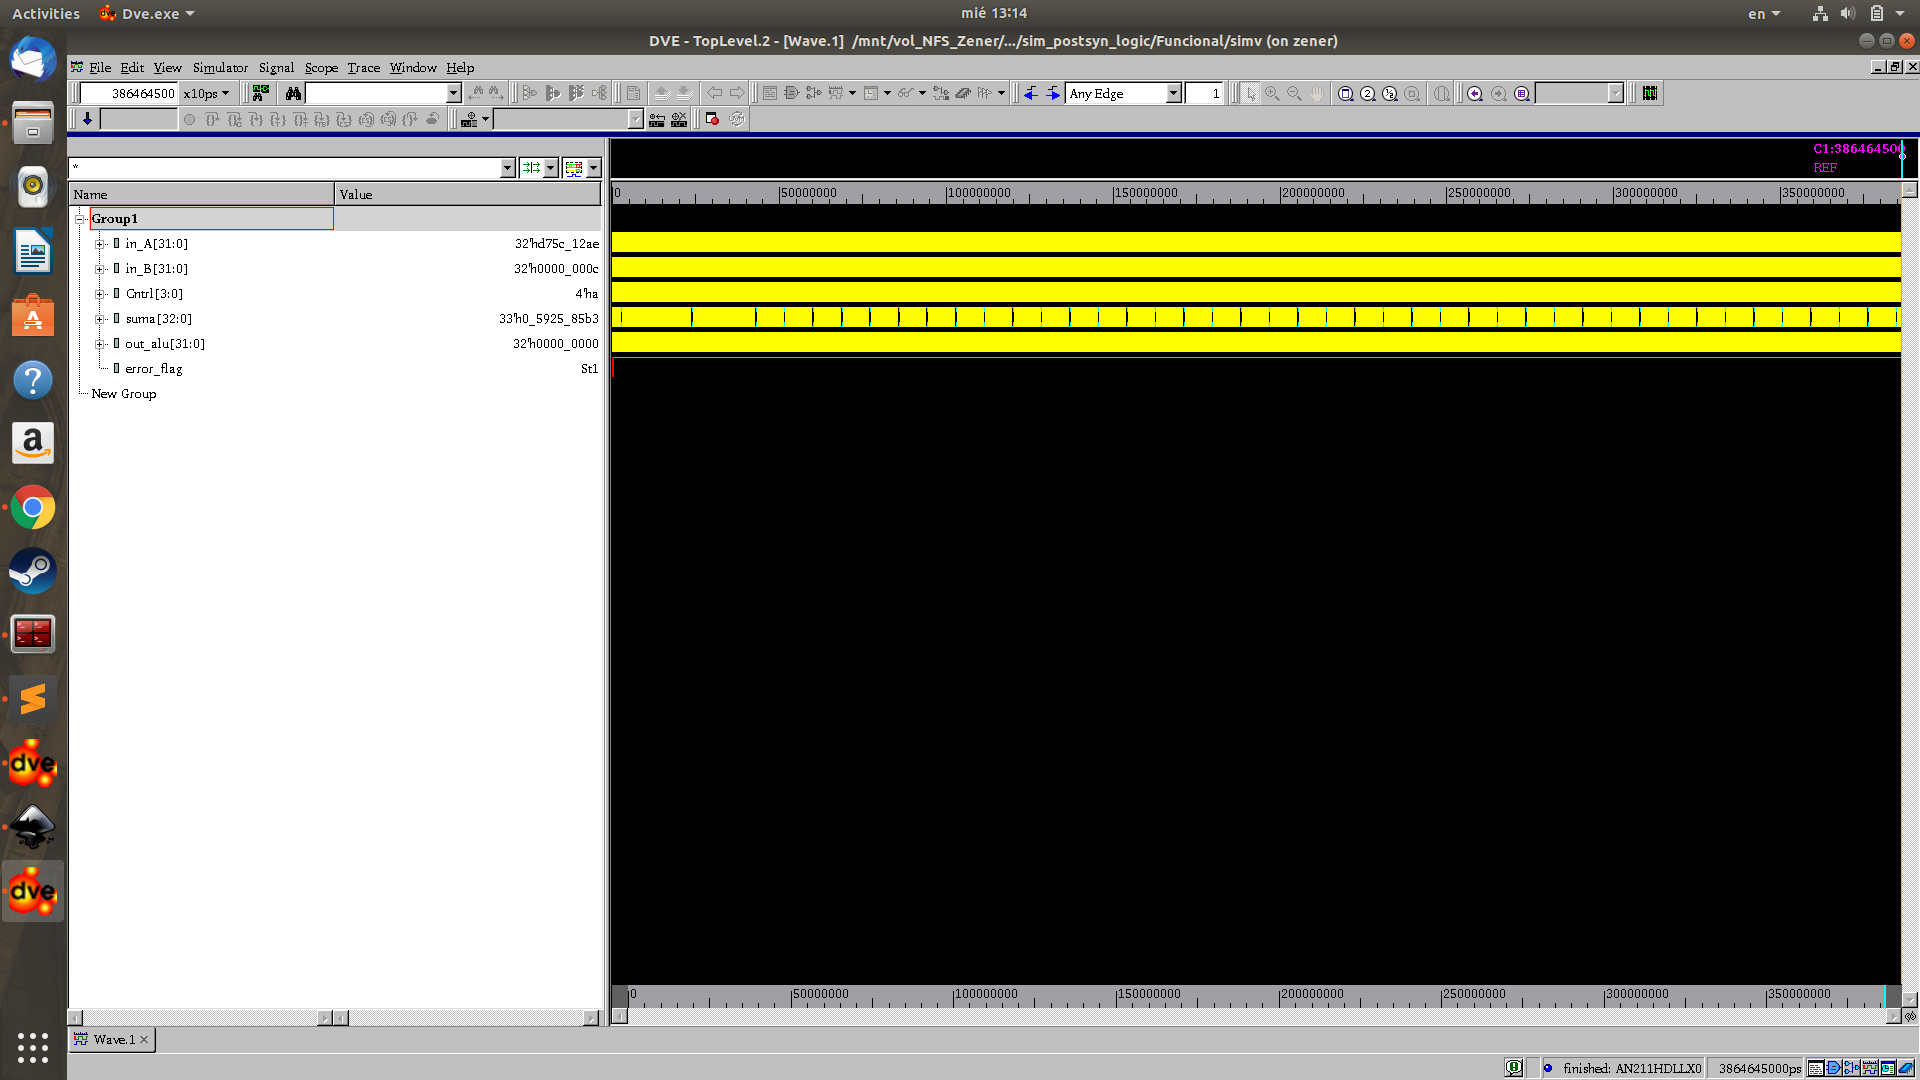 Activities Dve.exe mié 13:14 en
DVE - TopLevel.2 - [Wave.1] /mnt/vol_NFS_Zener/.../sim_postsyn_logic/Funcional/simv (on zener)
File Edit View Simulator Signal Scope Trace Window Help
386464500 x10ps Any Edge 1
C1:386464500
REF
*
Name Value
0 50000000 100000000 150000000 200000000 250000000 300000000 350000000
Group1
in_A[31:0] 32'hd75c_12ae
in_B[31:0] 32'h0000_000c
Cntrl[3:0] 4'ha
suma[32:0] 33'h0_5925_85b3
out_alu[31:0] 32'h0000_0000
error_flag St1
New Group
0 50000000 100000000 150000000 200000000 250000000 300000000 350000000
Wave.1
finished: AN211HDLLX0 3864645000ps
dve
dve